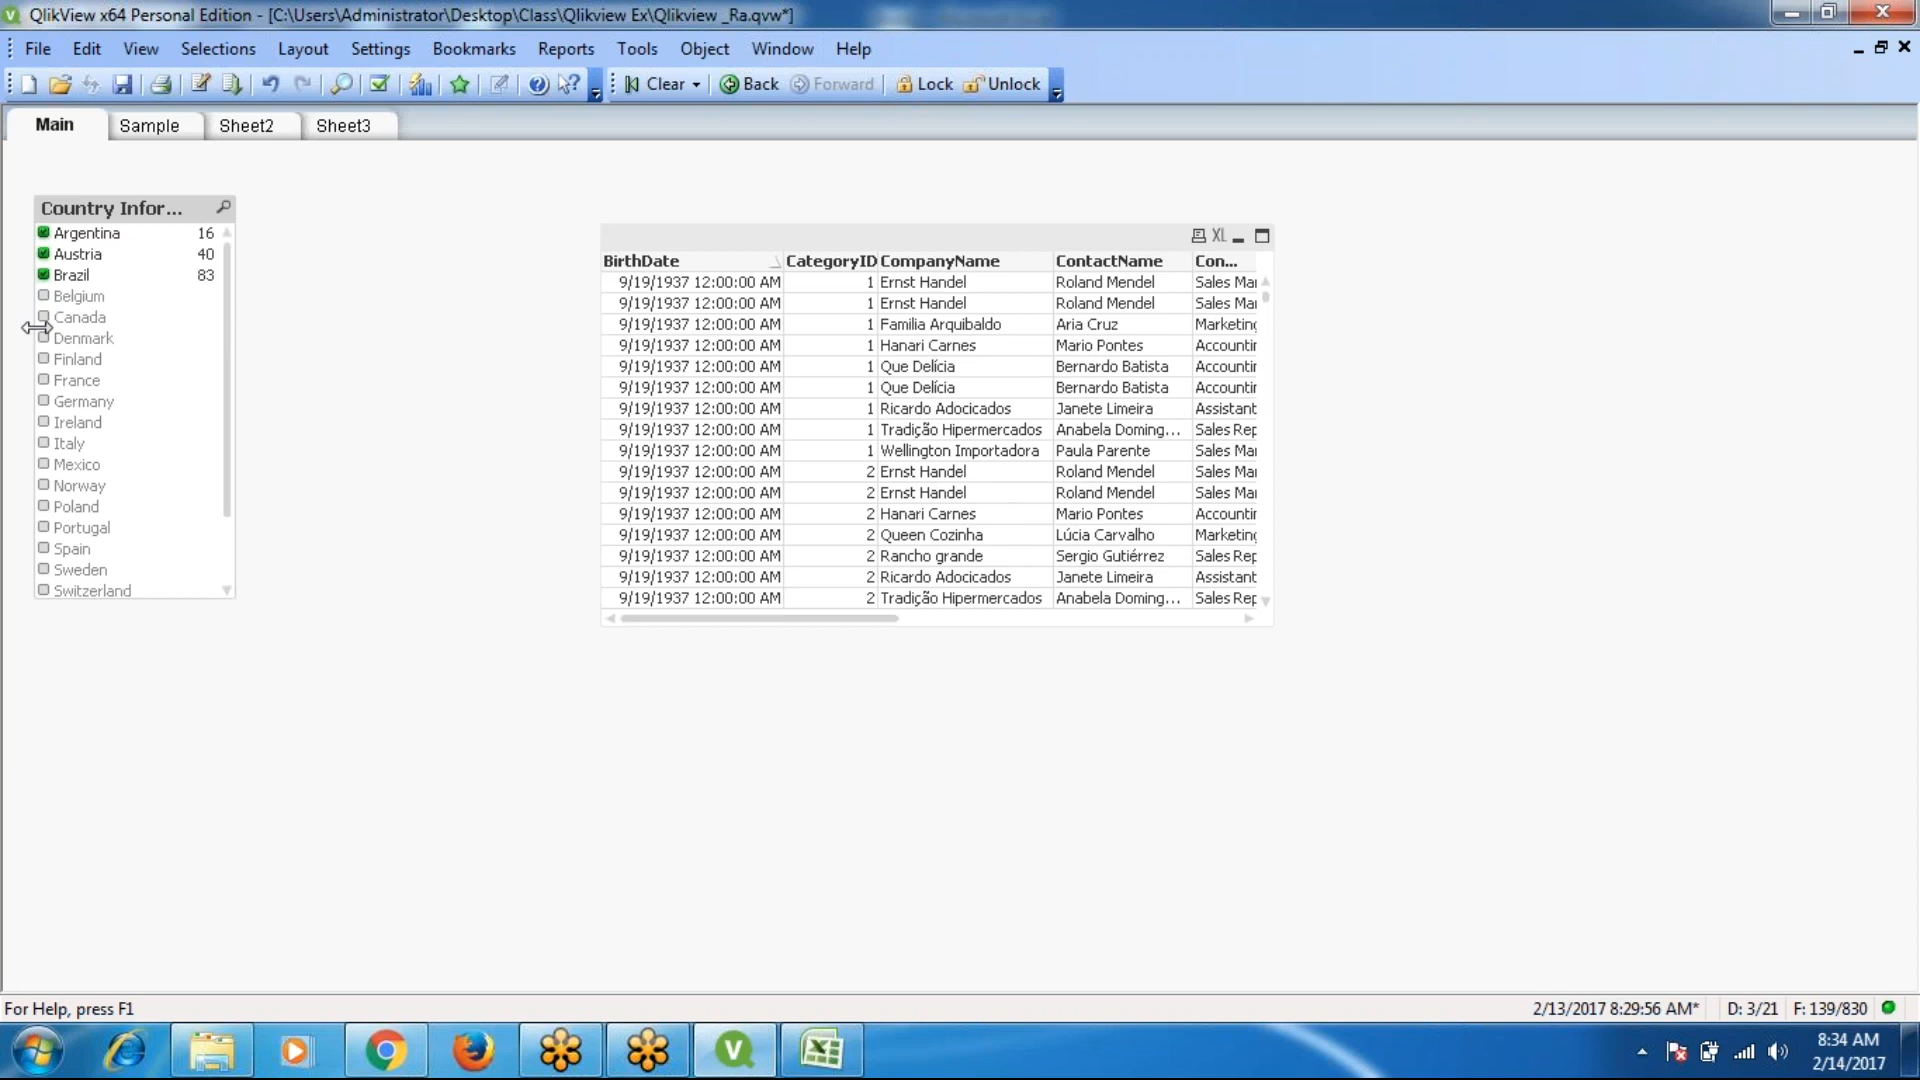 QlikView x64 Personal Edition - [C:\Users\Administrator\Desktop\Class\Qlikview Ex\Qlikview _Ra.qvw*]
File Edit View Selections Layout Settings Bookmarks Reports Tools Object Window Help
Clear Back Forward Lock Unlock
Main Sample Sheet2 Sheet3
Country Infor...
Argentina 16
Austria 40
Brazil 83
Belgium
Canada
Denmark
Finland
France
Germany
Ireland
Italy
Mexico
Norway
Poland
Portugal
Spain
Sweden
Switzerland
XL
BirthDate CategoryID CompanyName ContactName Con...
9/19/1937 12:00:00 AM 1 Ernst Handel Roland Mendel Sales Mar
9/19/1937 12:00:00 AM 1 Ernst Handel Roland Mendel Sales Mar
9/19/1937 12:00:00 AM 1 Familia Arquibaldo Aria Cruz Marketing
9/19/1937 12:00:00 AM 1 Hanari Carnes Mario Pontes Accountin
9/19/1937 12:00:00 AM 1 Que Delícia Bernardo Batista Accountin
9/19/1937 12:00:00 AM 1 Que Delícia Bernardo Batista Accountin
9/19/1937 12:00:00 AM 1 Ricardo Adocicados Janete Limeira Assistant
9/19/1937 12:00:00 AM 1 Tradição Hipermercados Anabela Doming... Sales Rep
9/19/1937 12:00:00 AM 1 Wellington Importadora Paula Parente Sales Mar
9/19/1937 12:00:00 AM 2 Ernst Handel Roland Mendel Sales Mar
9/19/1937 12:00:00 AM 2 Ernst Handel Roland Mendel Sales Mar
9/19/1937 12:00:00 AM 2 Hanari Carnes Mario Pontes Accountin
9/19/1937 12:00:00 AM 2 Queen Cozinha Lúcia Carvalho Marketing
9/19/1937 12:00:00 AM 2 Rancho grande Sergio Gutiérrez Sales Rep
9/19/1937 12:00:00 AM 2 Ricardo Adocicados Janete Limeira Assistant
9/19/1937 12:00:00 AM 2 Tradição Hipermercados Anabela Doming... Sales Rep
For Help, press F1 2/13/2017 8:29:56 AM* D: 3/21 F: 139/830
8:34 AM
2/14/2017